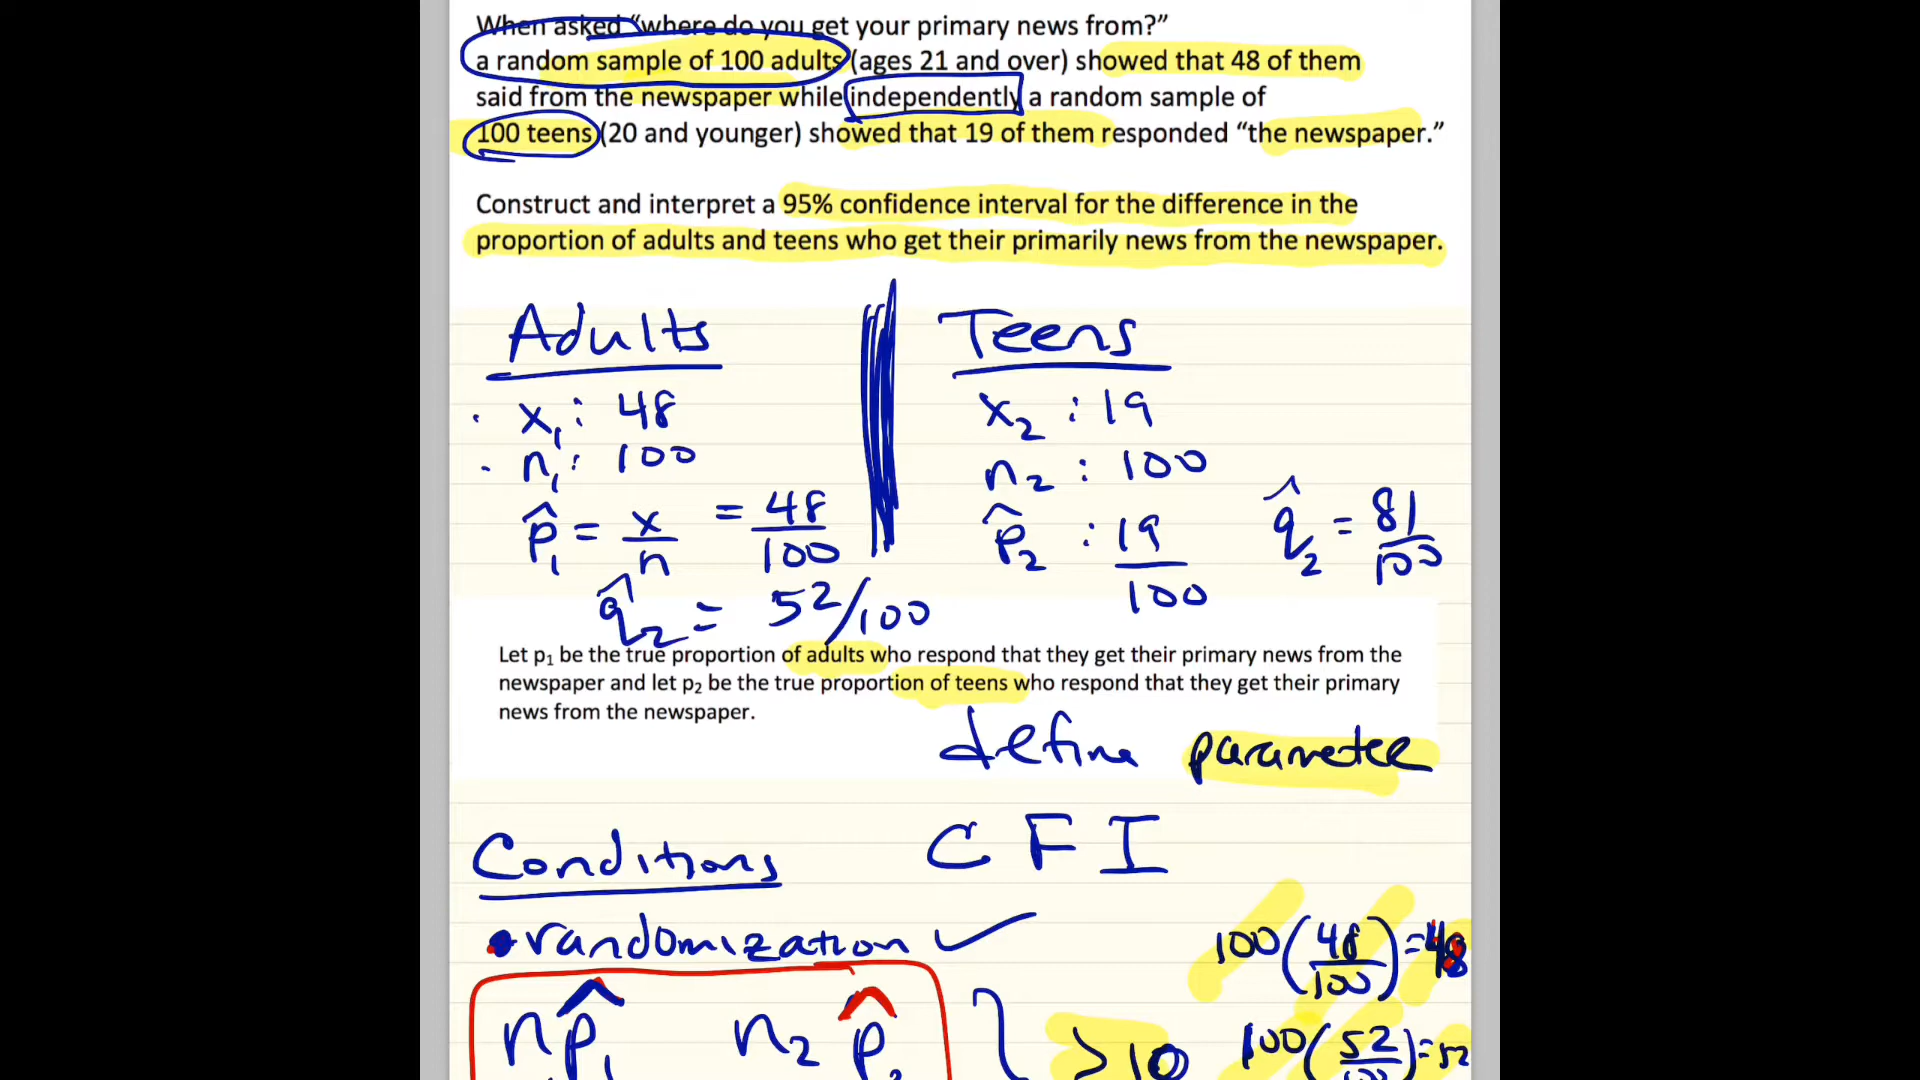 When asked “where do you get your primary news from?”
a random sample of 100 adults (ages 21 and over) showed that 48 of them
said from the newspaper while independently a random sample of
100 teens (20 and younger) showed that 19 of them responded “the newspaper.”
Construct and interpret a 95% confidence interval for the difference in the
proportion of adults and teens who get their primarily news from the newspaper.
Adults
x₁ : 48
n₁ : 100
p̂₁ = x/n = 48/100
q̂₂ = 52/100
Teens
x₂ : 19
n₂ : 100
p̂₂ : 19/100
q̂₂ = 81/100
Let p₁ be the true proportion of adults who respond that they get their primary news from the
newspaper and let p₂ be the true proportion of teens who respond that they get their primary
news from the newspaper.
define parameter
Conditions C F I
• randomization ✓
100(48/100) = 48
np̂₁ n₂ p̂₂ } > 10
100(52/100) = 52